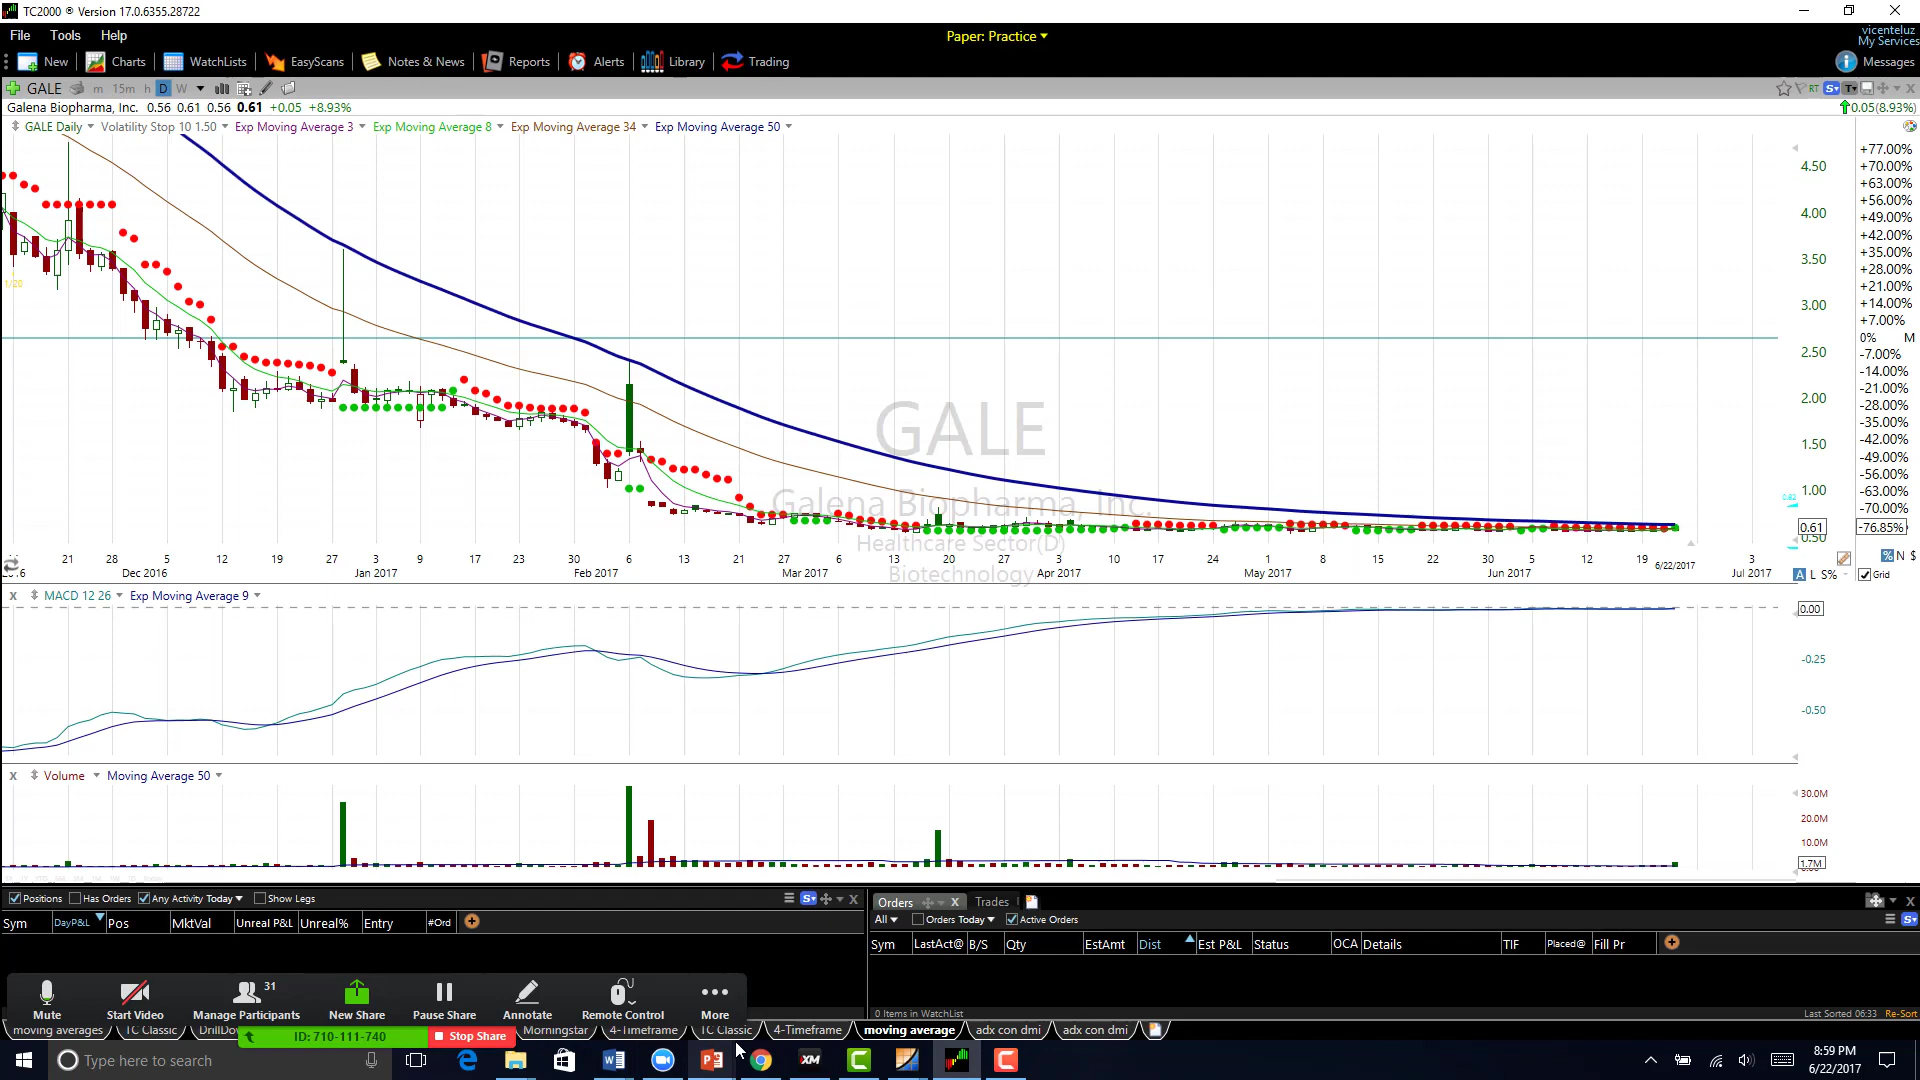 TC2000 ® Version 17.0.6355.28722
File Tools Help
Paper: Practice
vicenteluz
My Services
New Charts WatchLists EasyScans Notes & News Reports Alerts Library Trading
Messages
GALE m 15m h D W
RT S T
Galena Biopharma, Inc. 0.56 0.61 0.56 0.61 +0.05 +8.93%
0.05(8.93%)
GALE Daily Volatility Stop 10 1.50 Exp Moving Average 3 Exp Moving Average 8 Exp Moving Average 34 Exp Moving Average 50
4.50
4.00
3.50
3.00
2.50
2.00
1.50
1.00
0.61
0.50
+77.00%
+70.00%
+63.00%
+56.00%
+49.00%
+42.00%
+35.00%
+28.00%
+21.00%
+14.00%
+7.00%
0% M
-7.00%
-14.00%
-21.00%
-28.00%
-35.00%
-42.00%
-49.00%
-56.00%
-63.00%
-70.00%
-76.85%
1/20
GALE
Galena Biopharma, Inc.
Healthcare Sector(D)
Biotechnology
21 28 5 12 19 27 3 9 17 23 30 6 13 21 27 6 13 20 27 3 10 17 24 1 8 15 22 30 5 12 19 6/22/2017 3
Dec 2016 Jan 2017 Feb 2017 Mar 2017 Apr 2017 May 2017 Jun 2017 Jul 2017
% N $
A L S% Grid
X MACD 12 26 Exp Moving Average 9
0.00
-0.25
-0.50
X Volume Moving Average 50
30.0M
20.0M
10.0M
1.7M
Positions Has Orders Any Activity Today Show Legs
Sym DayP&L Pos MktVal Unreal P&L Unreal% Entry #Ord
Orders X Trades
All Orders Today Active Orders
Sym LastAct@ B/S Qty EstAmt Dist Est P&L Status OCA Details TIF Placed@ Fill Pr
0 Items in WatchList
Last Sorted 06:33 Re-Sort
31
Mute Start Video Manage Participants New Share Pause Share Annotate Remote Control More
ID: 710-111-740 Stop Share
moving averages TC Classic Morningstar 4-Timeframe TC Classic 4-Timeframe moving average adx con dmi adx con dmi
Type here to search
XM
8:59 PM
6/22/2017